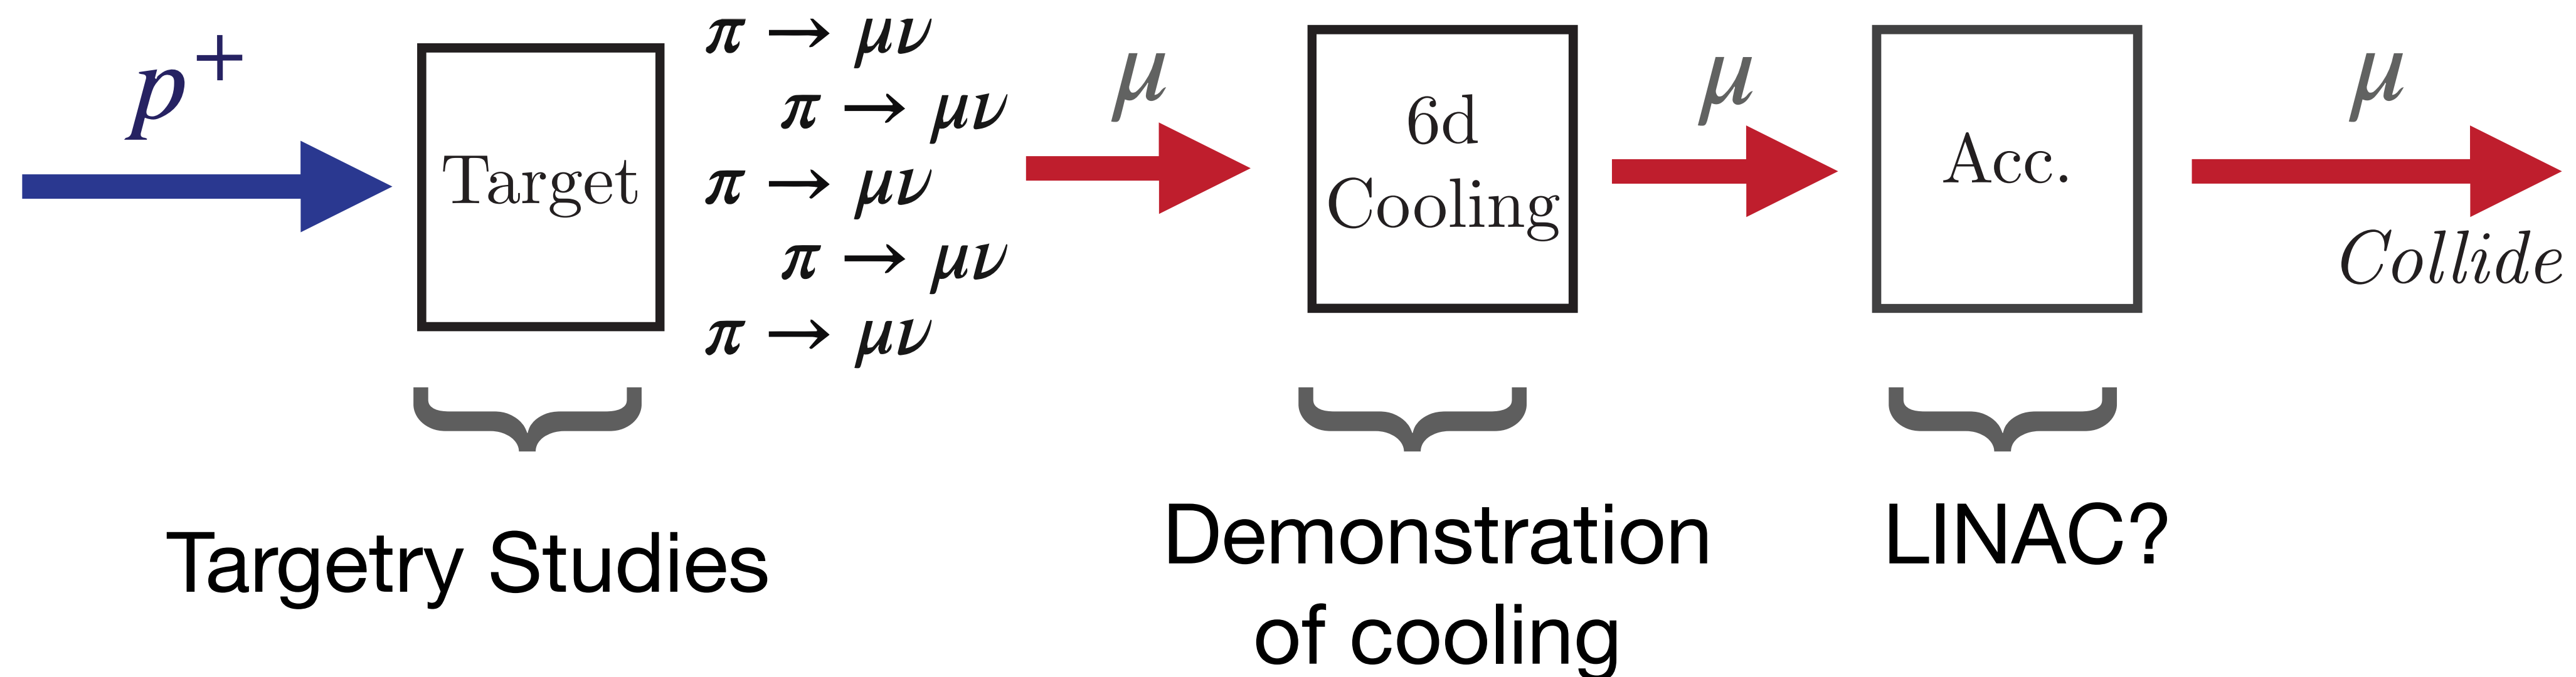 p⁺
Target
π → μν
π → μν
π → μν
π → μν
π → μν
μ
6d
Cooling
μ
Acc.
μ
Collide
Targetry Studies
Demonstration
of cooling
LINAC?